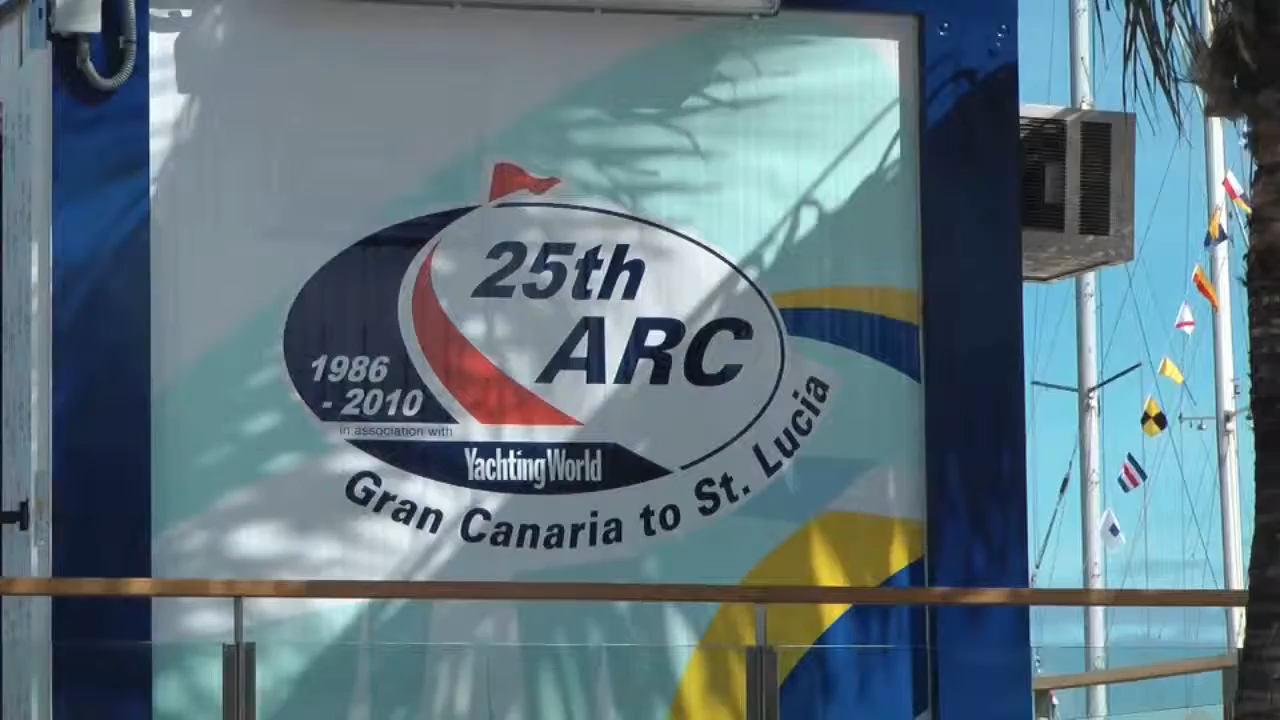 25th
ARC
1986
- 2010
in association with
YachtingWorld
Gran Canaria to St. Lucia